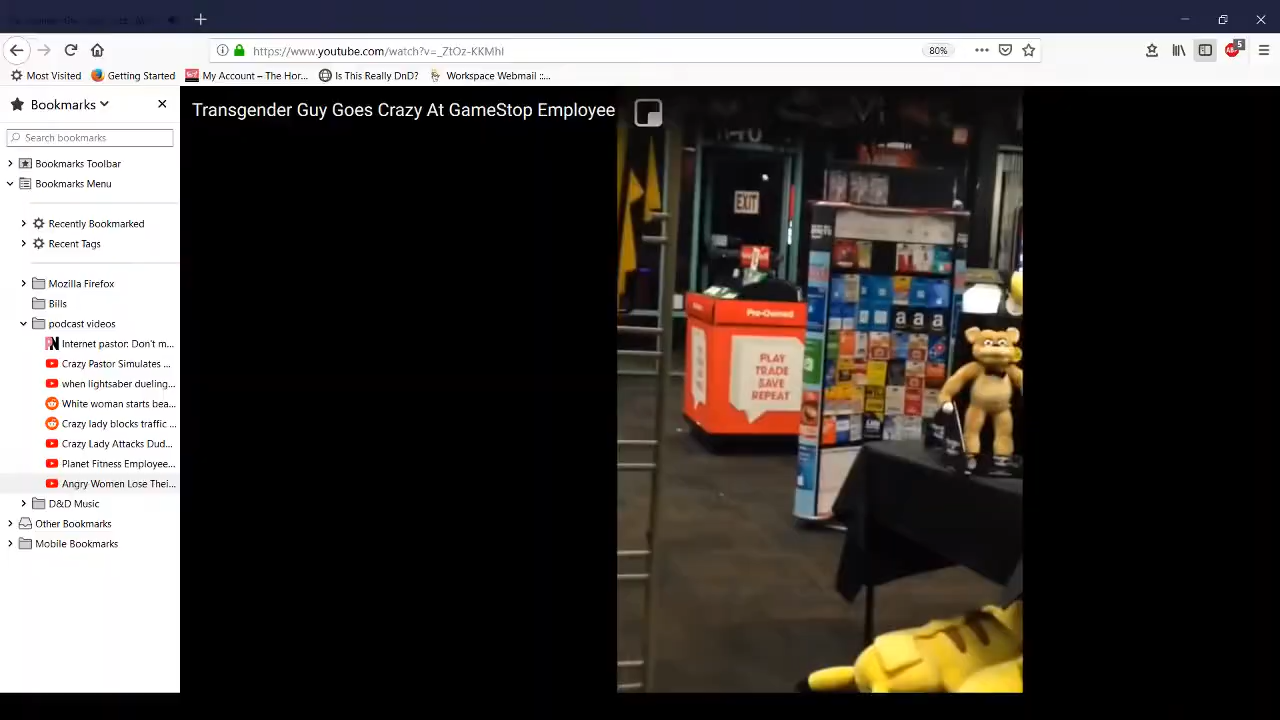 https://www.youtube.com/watch?v=_ZtOz-KKMhI
80%
5
Most Visited
Getting Started
My Account – The Hor...
Is This Really DnD?
Workspace Webmail ::...
Bookmarks
Search bookmarks
Bookmarks Toolbar
Bookmarks Menu
Recently Bookmarked
Recent Tags
Mozilla Firefox
Bills
podcast videos
Internet pastor: Don't m...
Crazy Pastor Simulates ...
when lightsaber dueling...
White woman starts bea...
Crazy lady blocks traffic ...
Crazy Lady Attacks Dud...
Planet Fitness Employee...
Angry Women Lose Thei...
D&D Music
Other Bookmarks
Mobile Bookmarks
Transgender Guy Goes Crazy At GameStop Employee
EXIT
Pre-Owned
PLAY
TRADE
SAVE
REPEAT
a a a